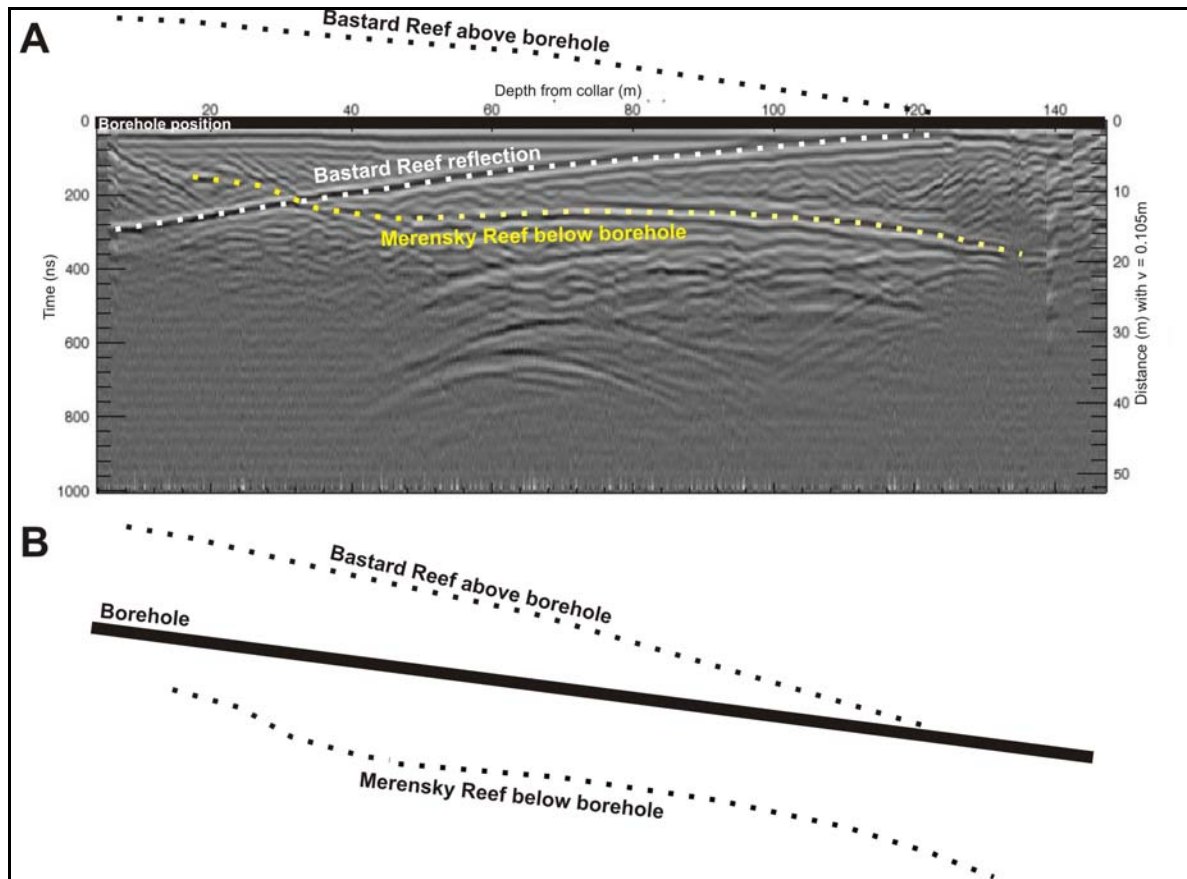 A
Bastard Reef above borehole
Depth from collar (m)
20 40 60 80 100 120 140
Borehole position
Bastard Reef reflection
Merensky Reef below borehole
Time (ns)
0
200
400
600
800
1000
Distance (m) with v = 0.105m
0
10
20
30
40
50
B
Bastard Reef above borehole
Borehole
Merensky Reef below borehole